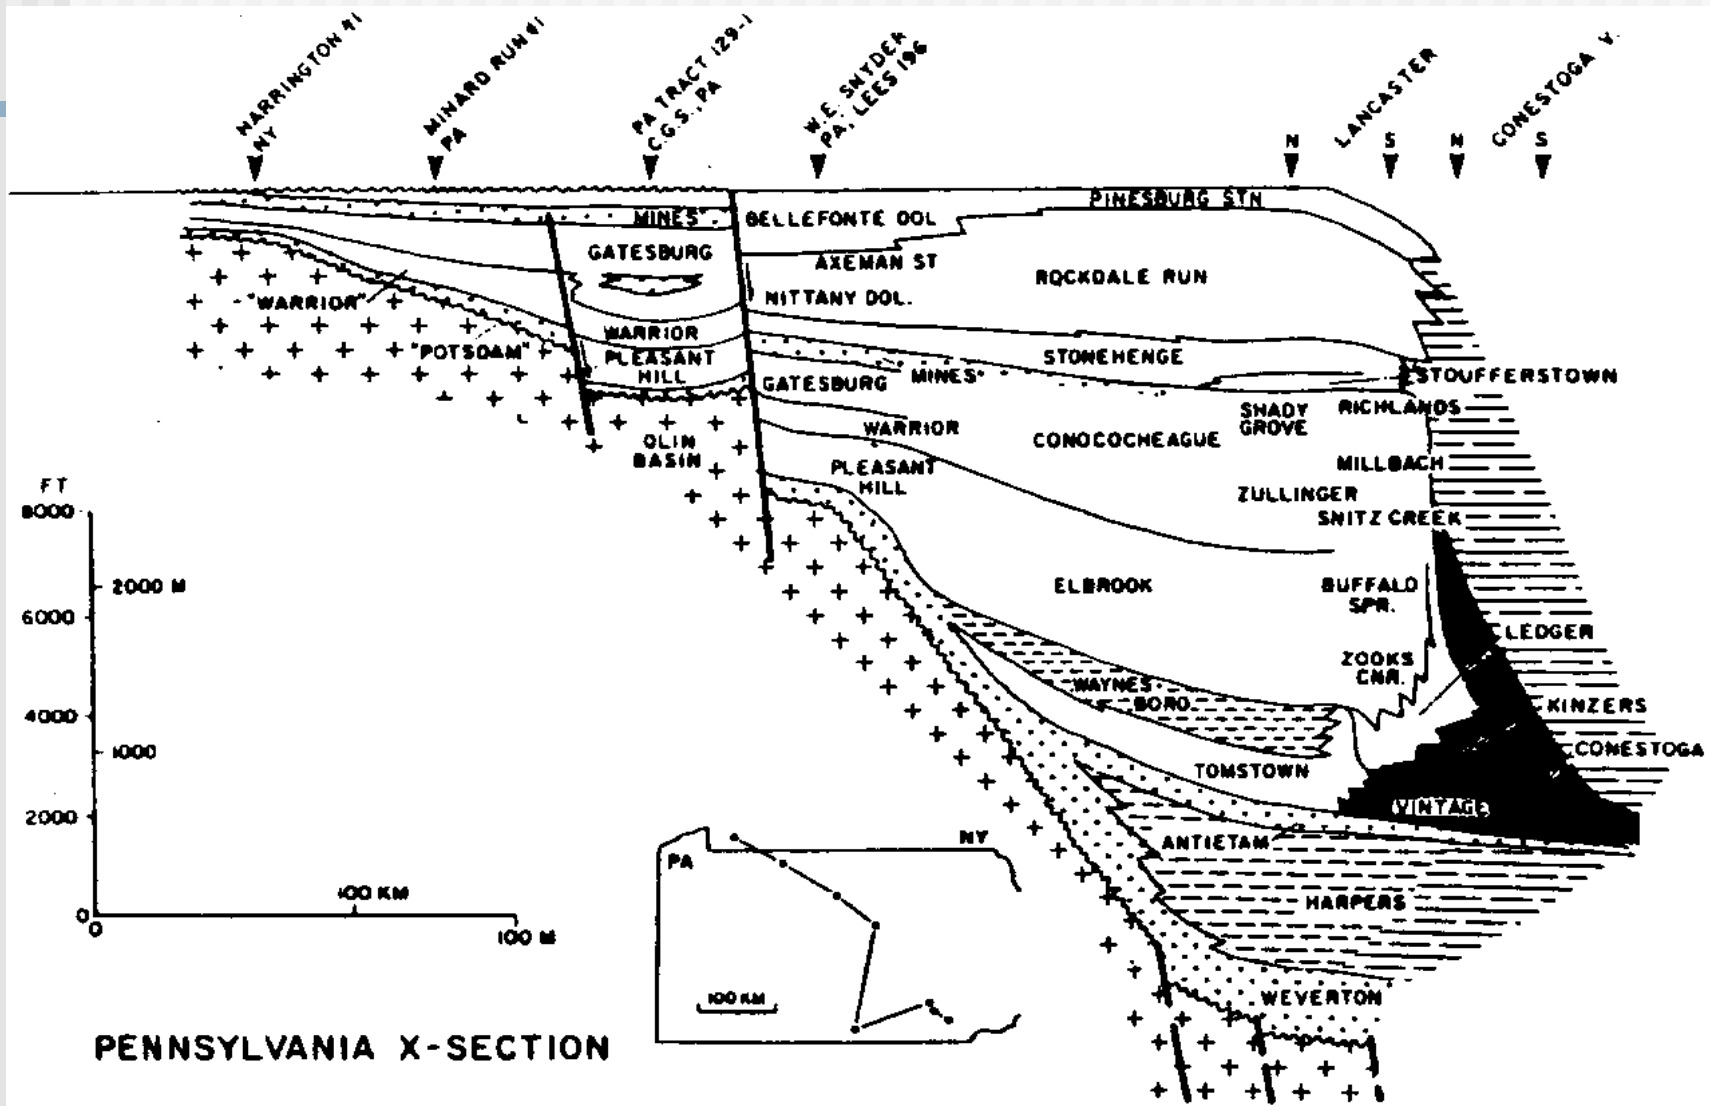 HARRINGTON #1
NY
MINARD RUN #1
PA
PA TRACT 129-1
C.G.S., PA
W.E. SNYDER
PA, LEES 196
LANCASTER
N
S
CONESTOGA V.
N
S
PINESBURG STN
"MINES"
BELLEFONTE DOL
GATESBURG
AXEMAN ST
ROCKDALE RUN
NITTANY DOL.
"WARRIOR"
WARRIOR
"POTSDAM"
PLEASANT
HILL
STONEHENGE
GATESBURG
"MINES"
STOUFFERSTOWN
SHADY
GROVE
RICHLANDS
WARRIOR
CONOCOCHEAGUE
OLIN
BASIN
PLEASANT
HILL
MILLBACH
ZULLINGER
SNITZ CREEK
FT
8000
2000 M
6000
4000
1000
2000
0
ELBROOK
BUFFALO
SPR.
LEDGER
ZOOKS
CNR.
WAYNES-
BORO
KINZERS
CONESTOGA
TOMSTOWN
VINTAGE
ANTIETAM
HARPERS
WEVERTON
100 KM
0
100 M
NY
PA
100 KM
PENNSYLVANIA X-SECTION